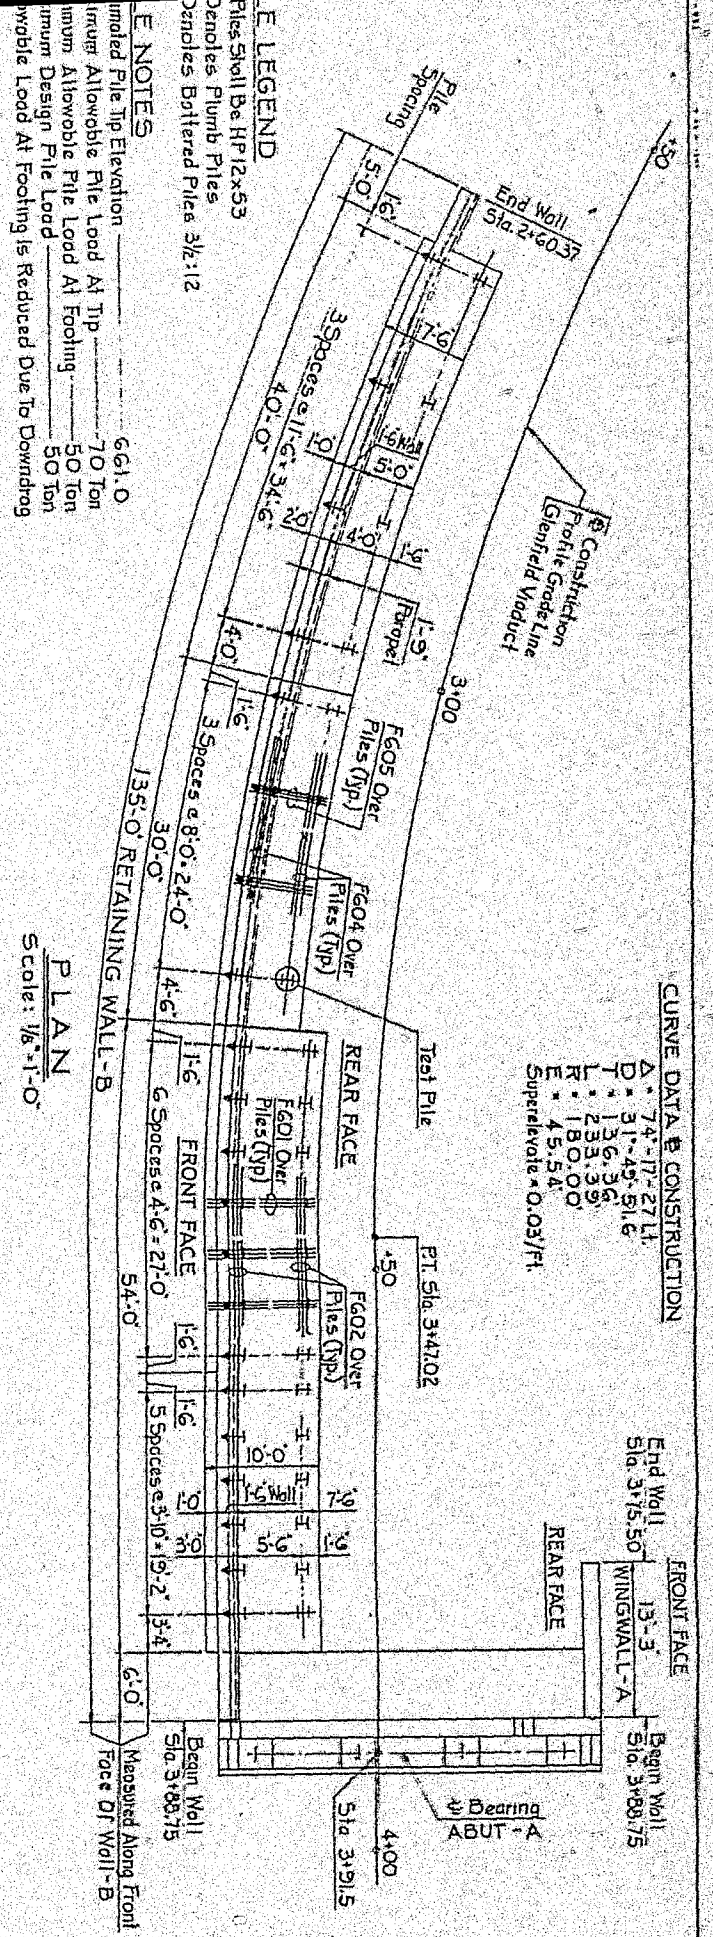 E LEGEND
Piles Shall Be HP 12x53
Denotes Plumb Piles
Denotes Battered Piles 3½:12
E NOTES
Pile Tip Elevation 661.0
Allowable Pile Load At Tip 70 Ton
Allowable Pile Load At Footing 50 Ton
Design Pile Load 50 Ton
Load At Footing is Reduced Due To Downdrag
Pile
Spacing
5'-0"
1'-6"
End Wall
Sta. 2+60.37
+50
7'-6"
1'-6" Wall
5'-0"
1'-0"
2'-0"
4'-0"
1'-6"
3 Spaces @ 11'-6" = 34'-6"
40'-0"
1'-9"
Parapet
℄ Construction
Profile Grade Line
Glenfield Viaduct
3+00
4'-0"
1'-6"
3 Spaces @ 8'-0" = 24'-0"
30'-0"
4'-6"
135'-0" RETAINING WALL-B
F605 Over
Piles (Typ.)
F604 Over
Piles (Typ.)
Test Pile
REAR FACE
1'-6"
F601 Over
Piles (Typ)
FRONT FACE
6 Spaces @ 4'-6" = 27'-0"
F602 Over
Piles (Typ.)
54'-0"
1'-6"
1'-6"
P.T. Sta. 3+47.02
+50
CURVE DATA ℄ CONSTRUCTION
Δ = 74°-17'-27" Lt.
D = 31°-49'-51.6
T = 136.36'
L = 233.39'
R = 180.00'
E = 45.54'
Superelevate = 0.03'/Ft.
10'-0"
1'-6" Wall
7'-6"
1'-0"
3'-0"
5'-6"
1'-6"
5 Spaces @ 3'-10" = 19'-2"
3'-4"
6'-0"
End Wall
Sta. 3+75.50
FRONT FACE
13'-3"
WINGWALL-A
REAR FACE
Begin Wall
Sta. 3+88.75
℄ Bearing
ABUT-A
4+00
Sta 3+91.5
Begin Wall
Sta. 3+88.75
Measured Along Front
Face Of Wall-B
PLAN
Scale: ⅛" = 1'-0"